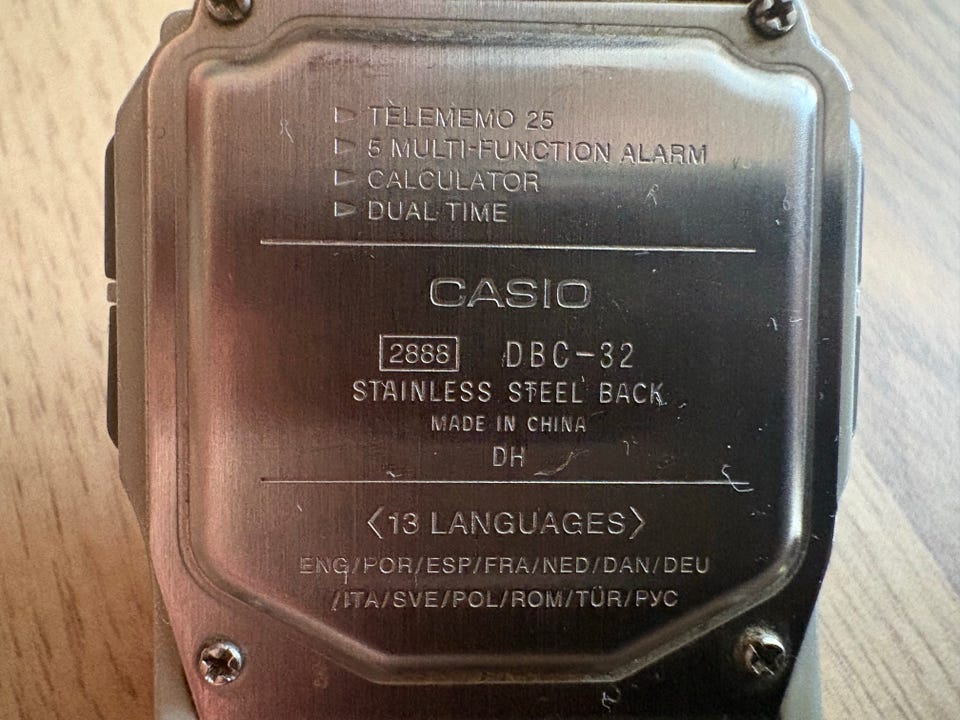 TELEMEMO 25
5 MULTI-FUNCTION ALARM
CALCULATOR
DUAL TIME
CASIO
2888 DBC-32
STAINLESS STEEL BACK
MADE IN CHINA
DH
<13 LANGUAGES>
ENG/POR/ESP/FRA/NED/DAN/DEU
/ITA/SVE/POL/ROM/TÜR/РУС